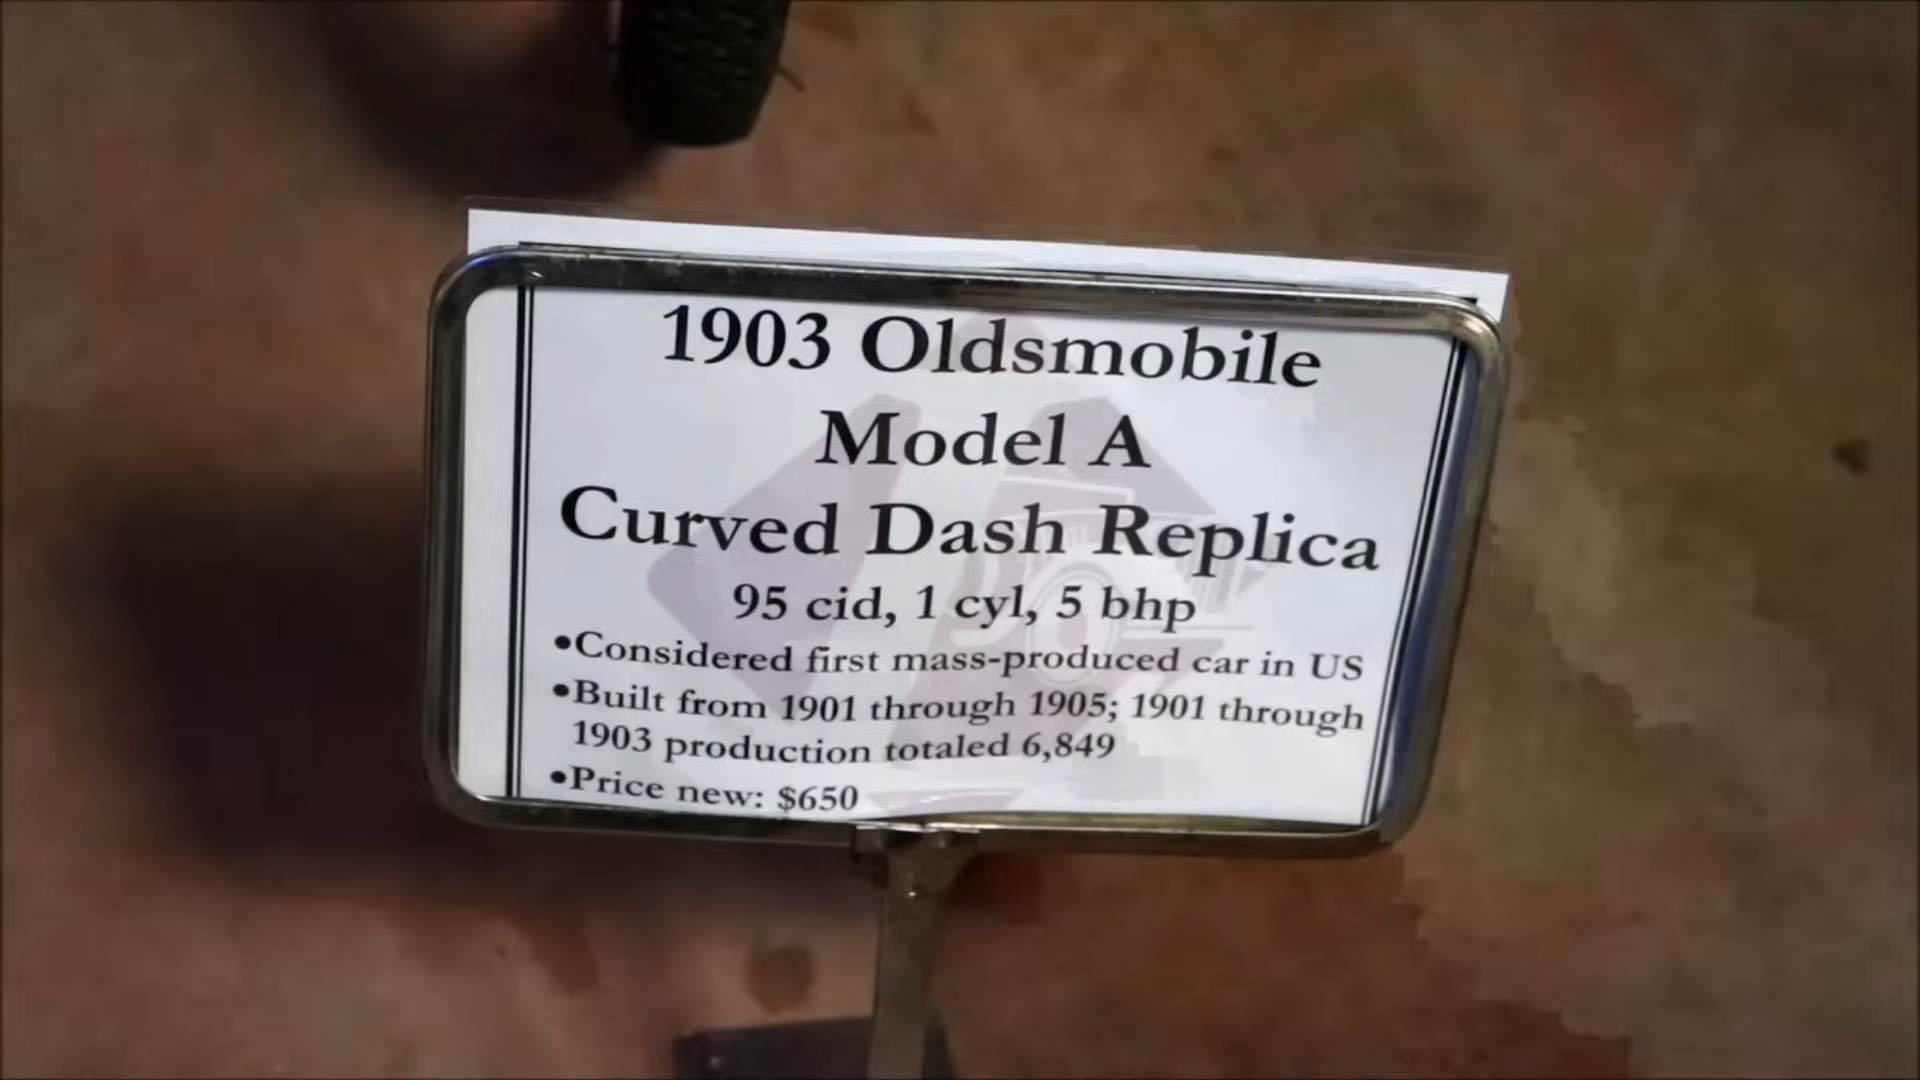 1903 Oldsmobile
Model A
Curved Dash Replica
95 cid, 1 cyl, 5 bhp
•Considered first mass-produced car in US
•Built from 1901 through 1905; 1901 through
1903 production totaled 6,849
•Price new: $650